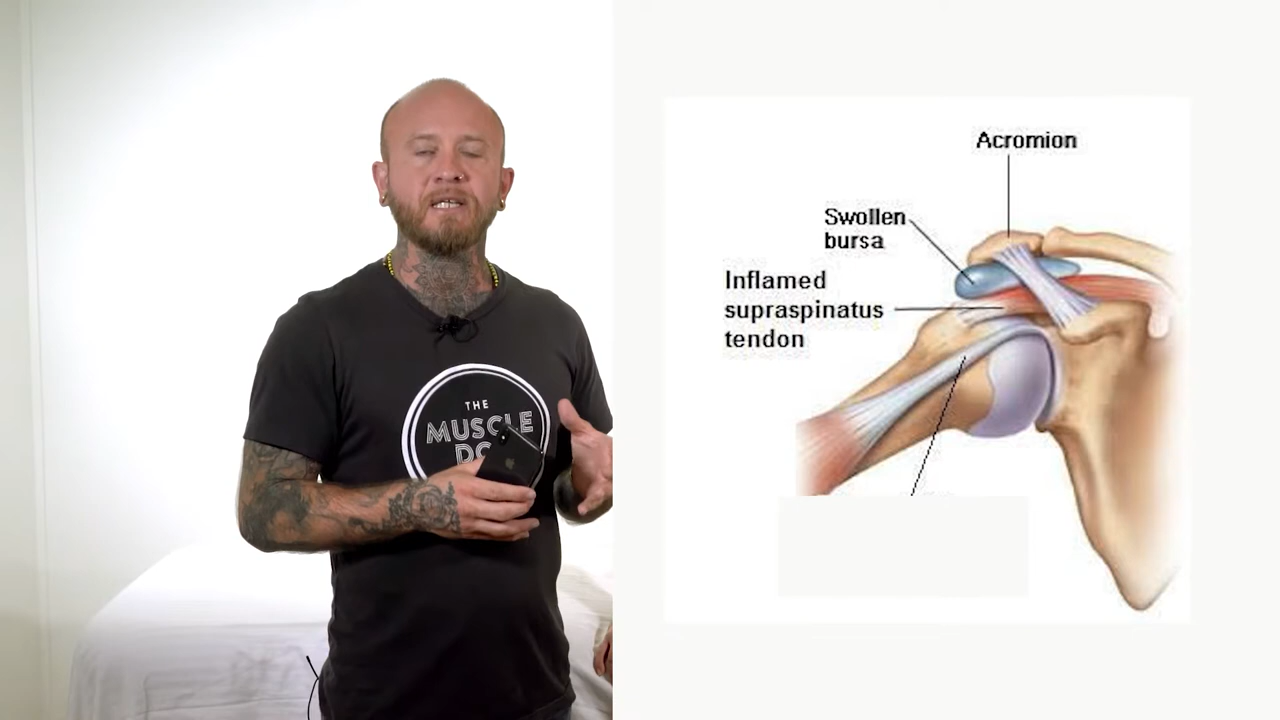 THE
MUSCLE
Acromion
Swollen
bursa
Inflamed
supraspinatus
tendon